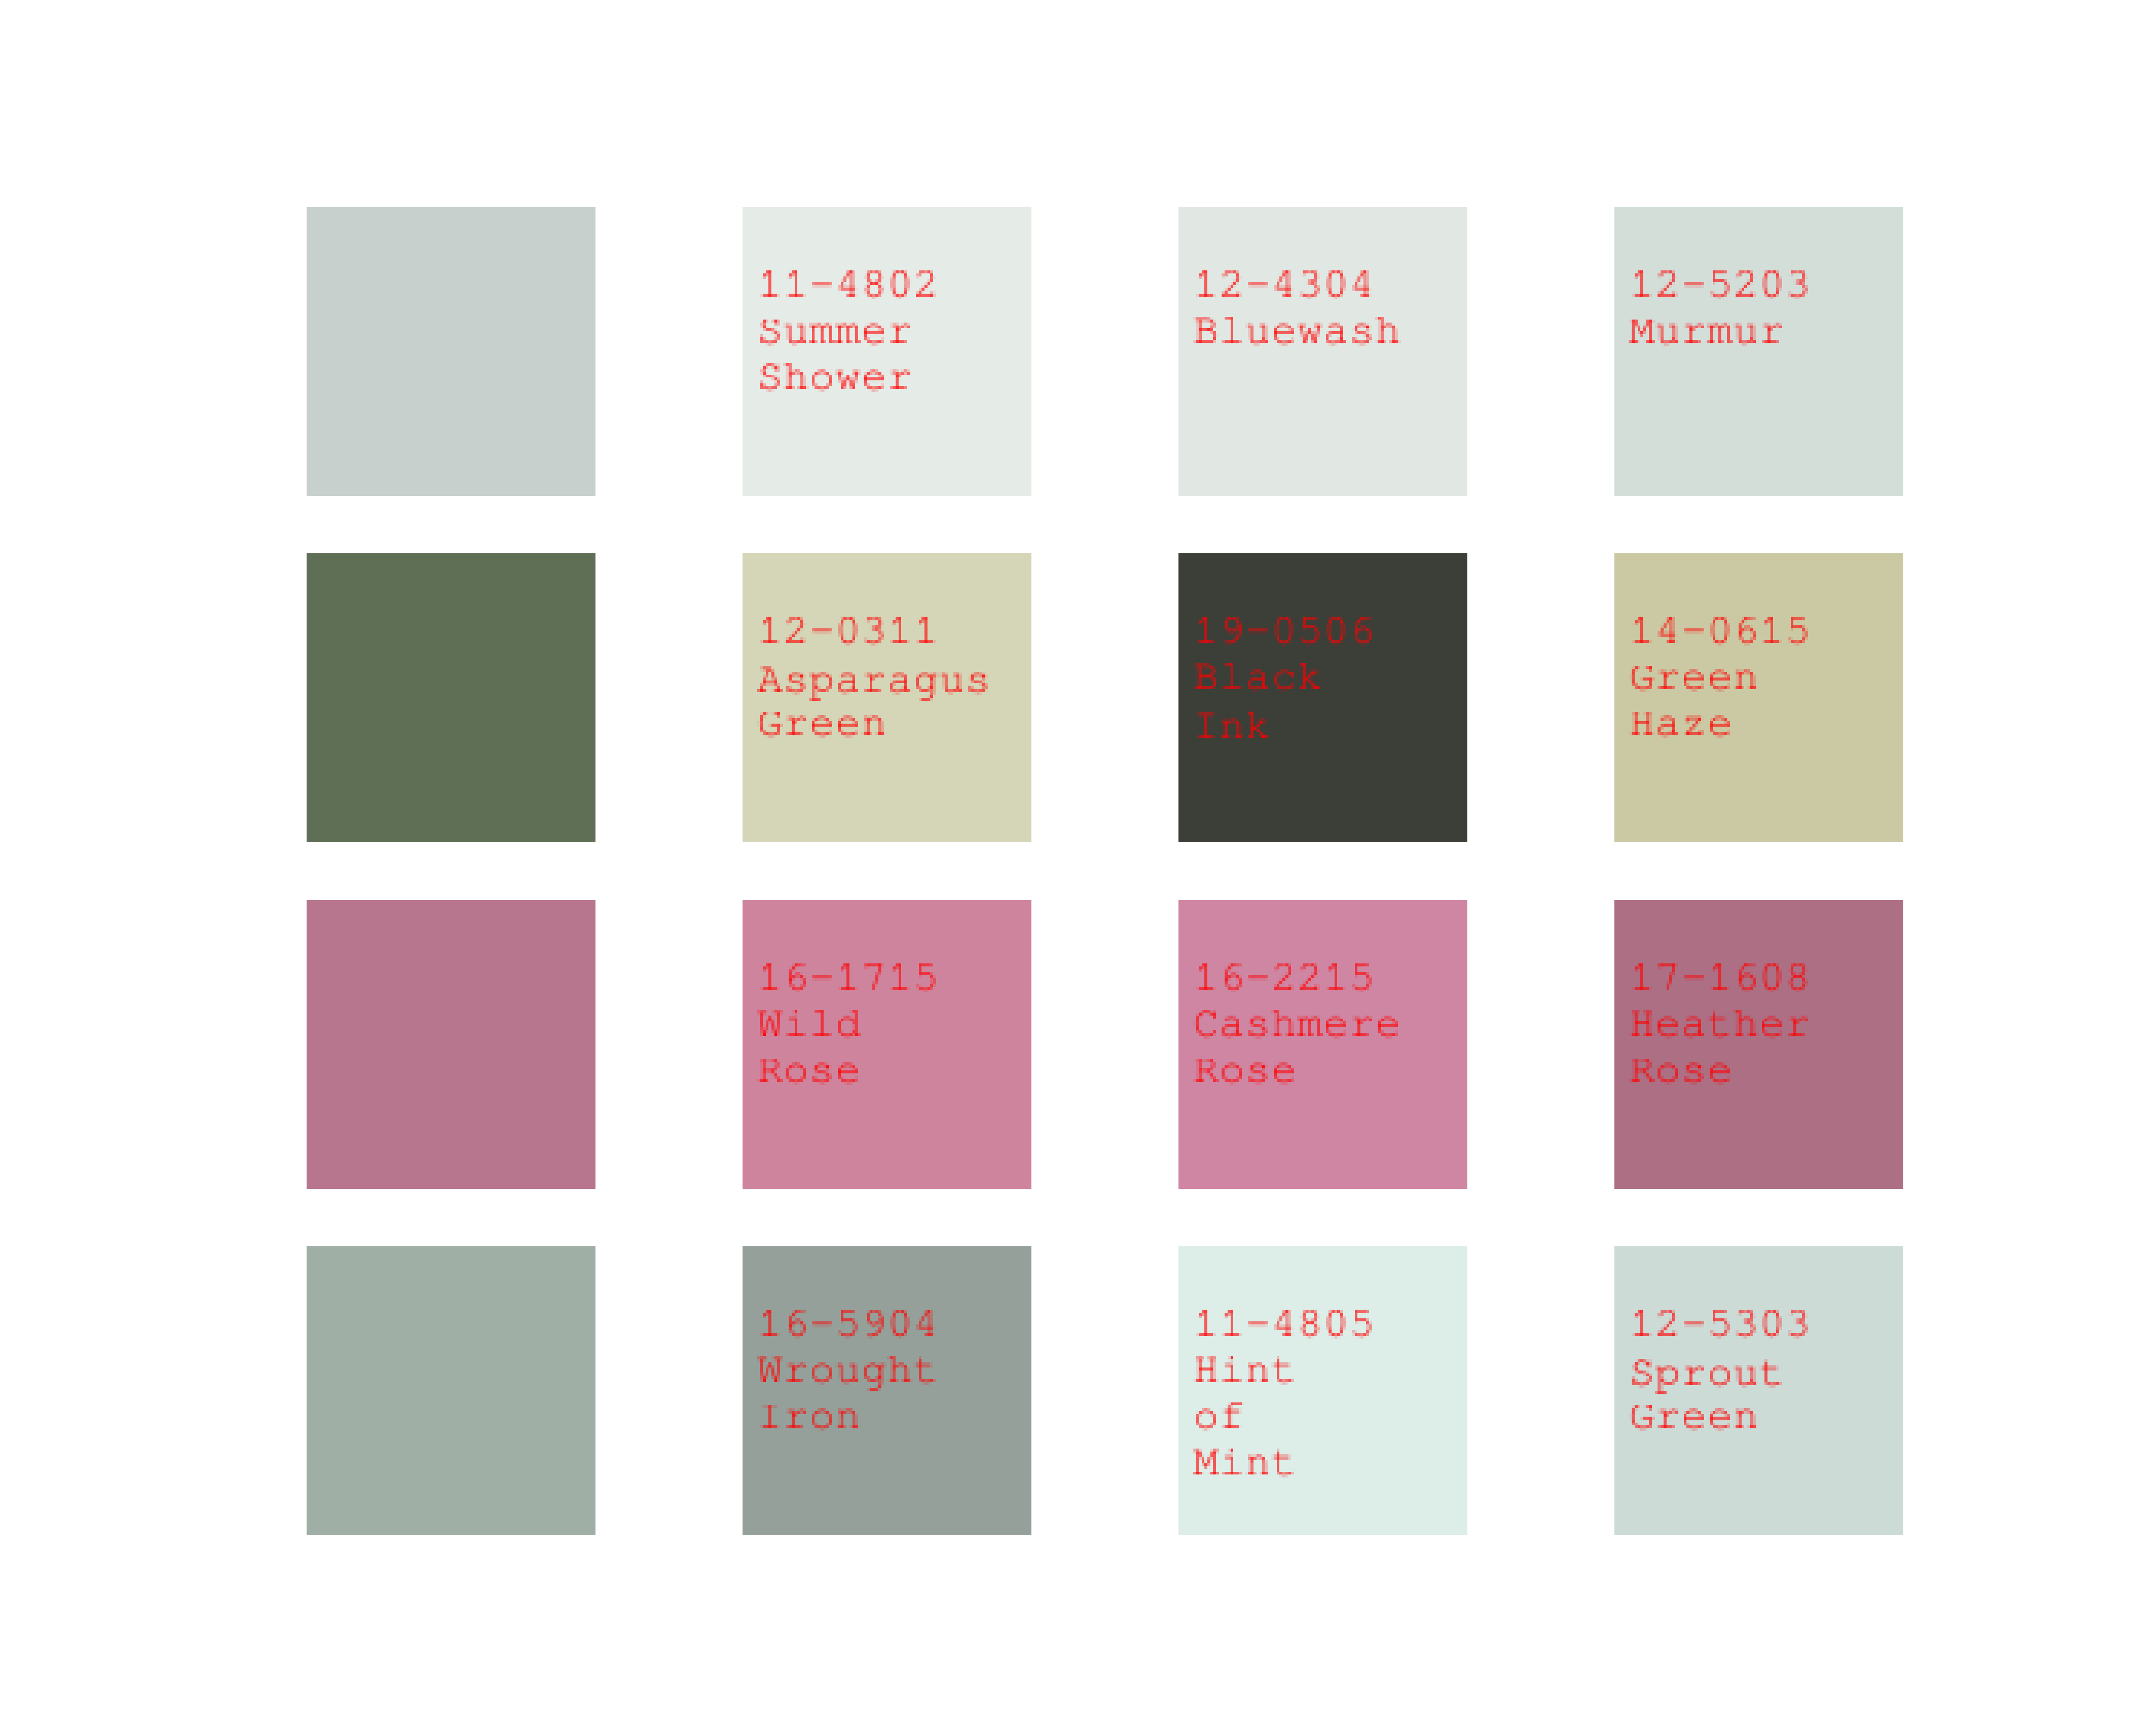 11-4802
Summer
Shower
12-4304
Bluewash
12-5203
Murmur
12-0311
Asparagus
Green
19-0506
Black
Ink
14-0615
Green
Haze
16-1715
Wild
Rose
16-2215
Cashmere
Rose
17-1608
Heather
Rose
16-5904
Wrought
Iron
11-4805
Hint
of
Mint
12-5303
Sprout
Green